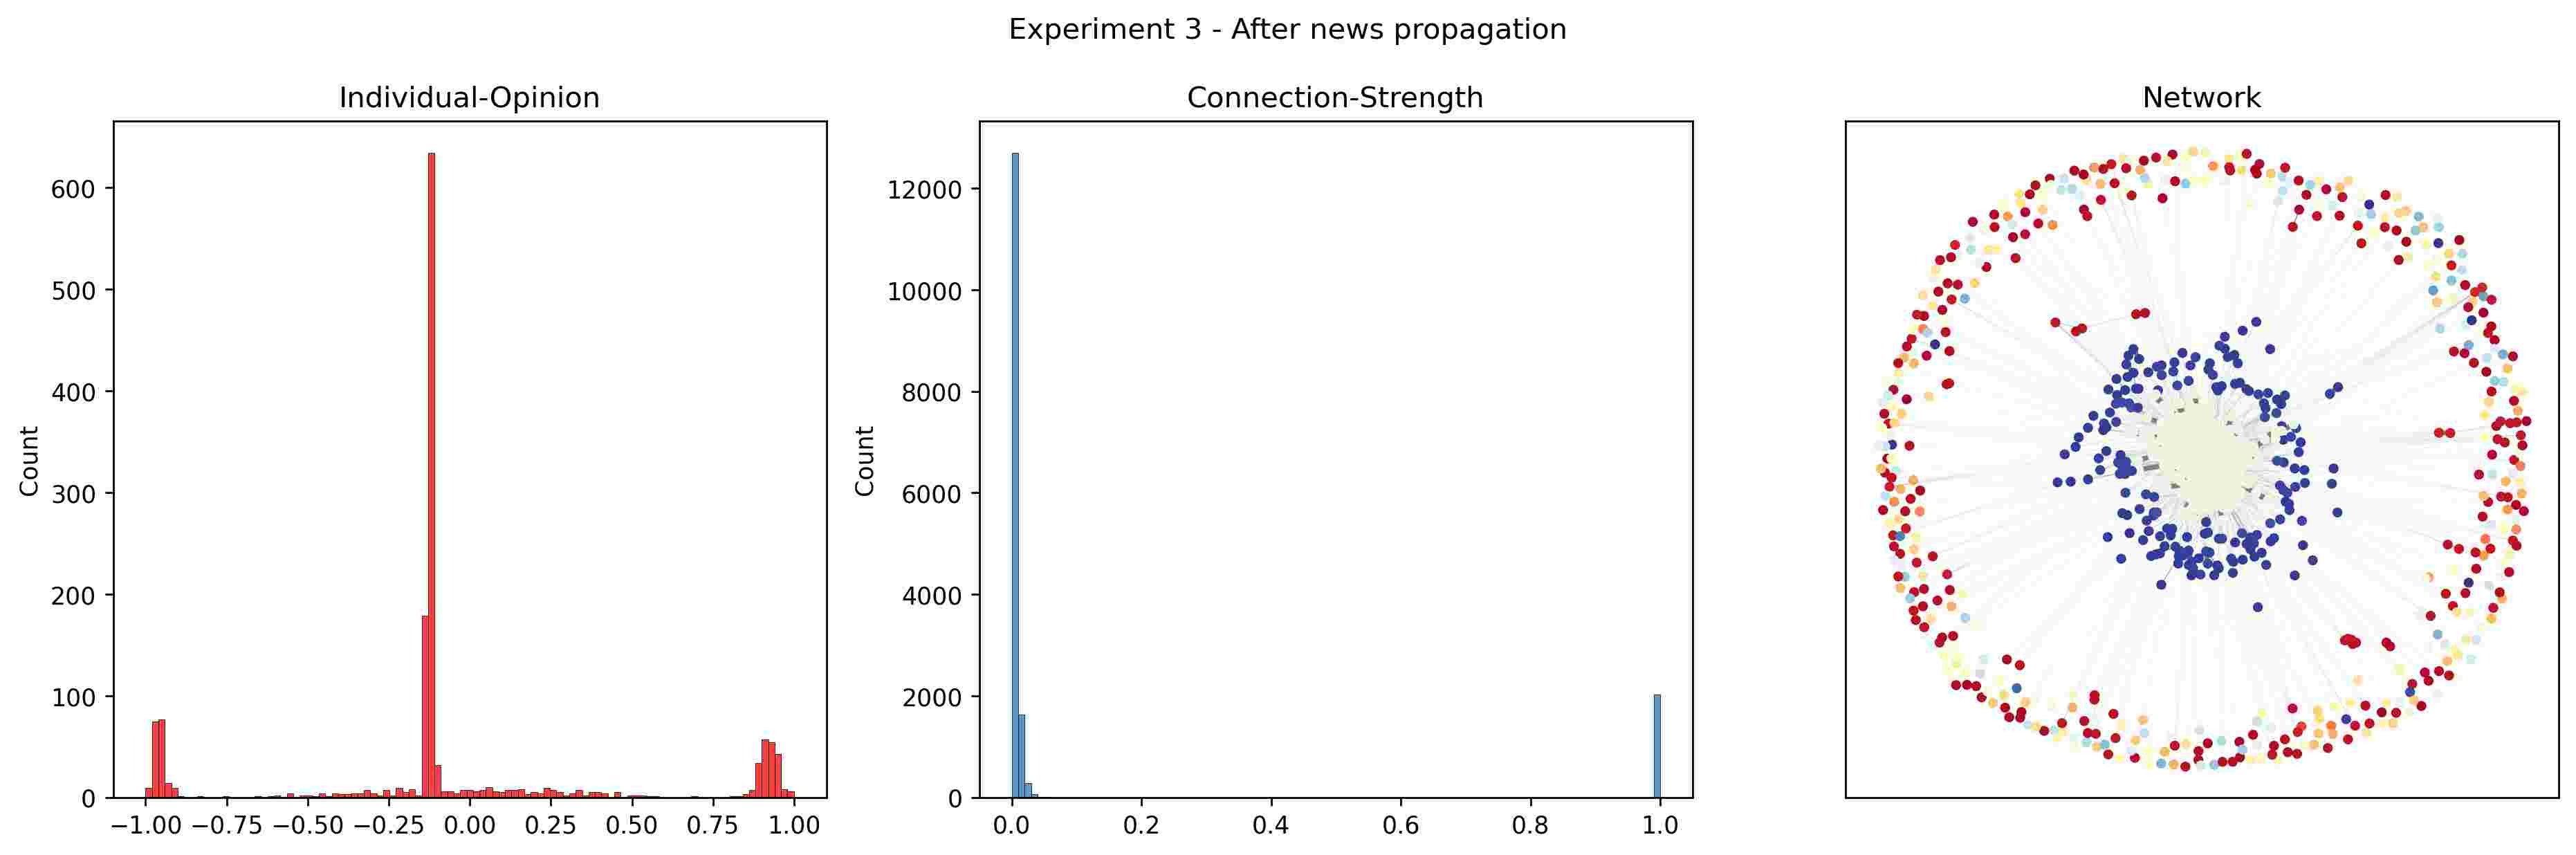 Experiment 3 - After news propagation
Individual-Opinion
Connection-Strength
Network
Count
600
500
400
300
200
100
0
−1.00 −0.75 −0.50 −0.25 0.00 0.25 0.50 0.75 1.00
Count
12000
10000
8000
6000
4000
2000
0
0.0 0.2 0.4 0.6 0.8 1.0